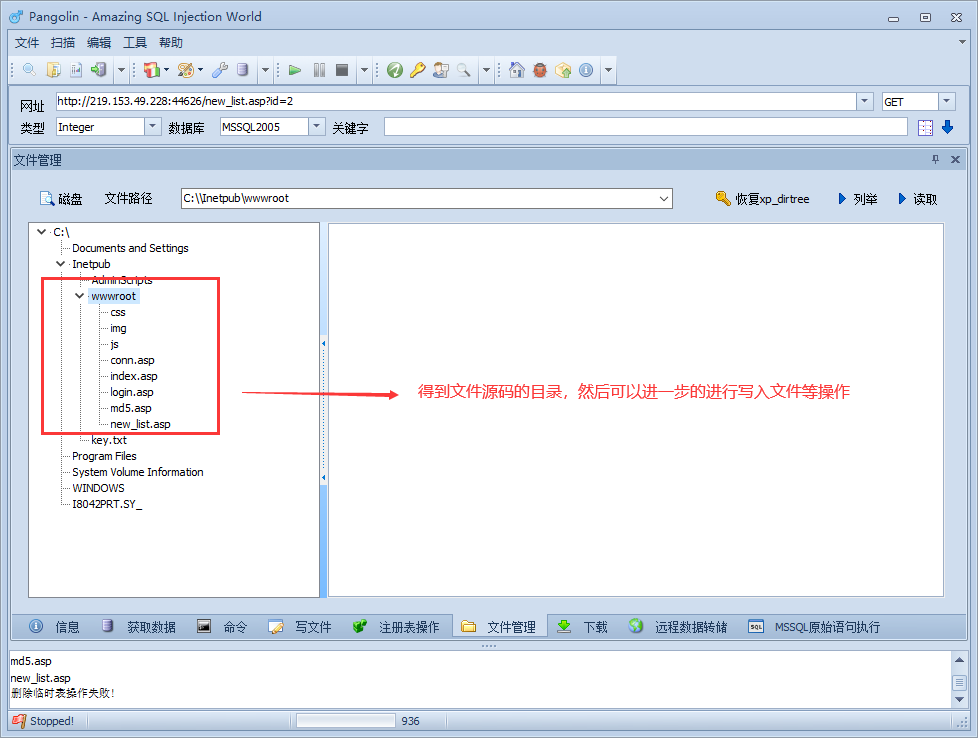 Pangolin - Amazing SQL Injection World
文件 扫描 编辑 工具 帮助
网址 http://219.153.49.228:44626/new_list.asp?id=2 GET
类型 Integer 数据库 MSSQL2005 关键字
文件管理
磁盘 文件路径 C:\\Inetpub\wwwroot 恢复xp_dirtree 列举 读取
C:\
Documents and Settings
Inetpub
AdminScripts
wwwroot
css
img
js
conn.asp
index.asp
login.asp
md5.asp
new_list.asp
key.txt
Program Files
System Volume Information
WINDOWS
I8042PRT.SY_
得到文件源码的目录，然后可以进一步的进行写入文件等操作
信息 获取数据 命令 写文件 注册表操作 文件管理 下载 远程数据转储 SQL MSSQL原始语句执行
md5.asp
new_list.asp
删除临时表操作失败!
Stopped! 936